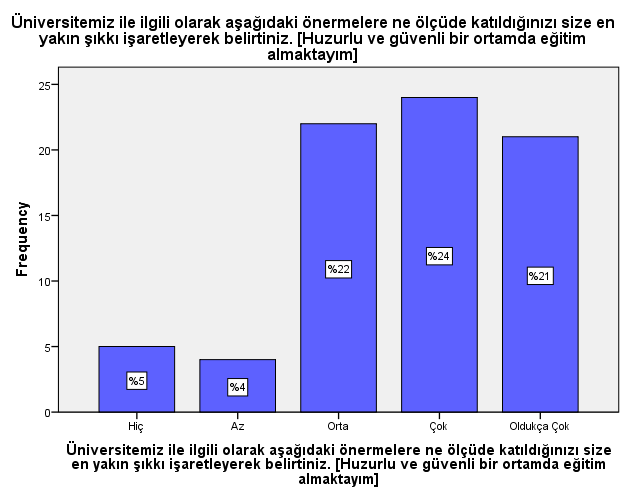 Üniversitemiz ile ilgili olarak aşağıdaki önermelere ne ölçüde katıldığınızı size en
yakın şıkkı işaretleyerek belirtiniz. [Huzurlu ve güvenli bir ortamda eğitim
almaktayım]
Frequency
25
20
15
10
5
0
%5
%4
%22
%24
%21
Hiç
Az
Orta
Çok
Oldukça Çok
Üniversitemiz ile ilgili olarak aşağıdaki önermelere ne ölçüde katıldığınızı size
en yakın şıkkı işaretleyerek belirtiniz. [Huzurlu ve güvenli bir ortamda eğitim
almaktayım]